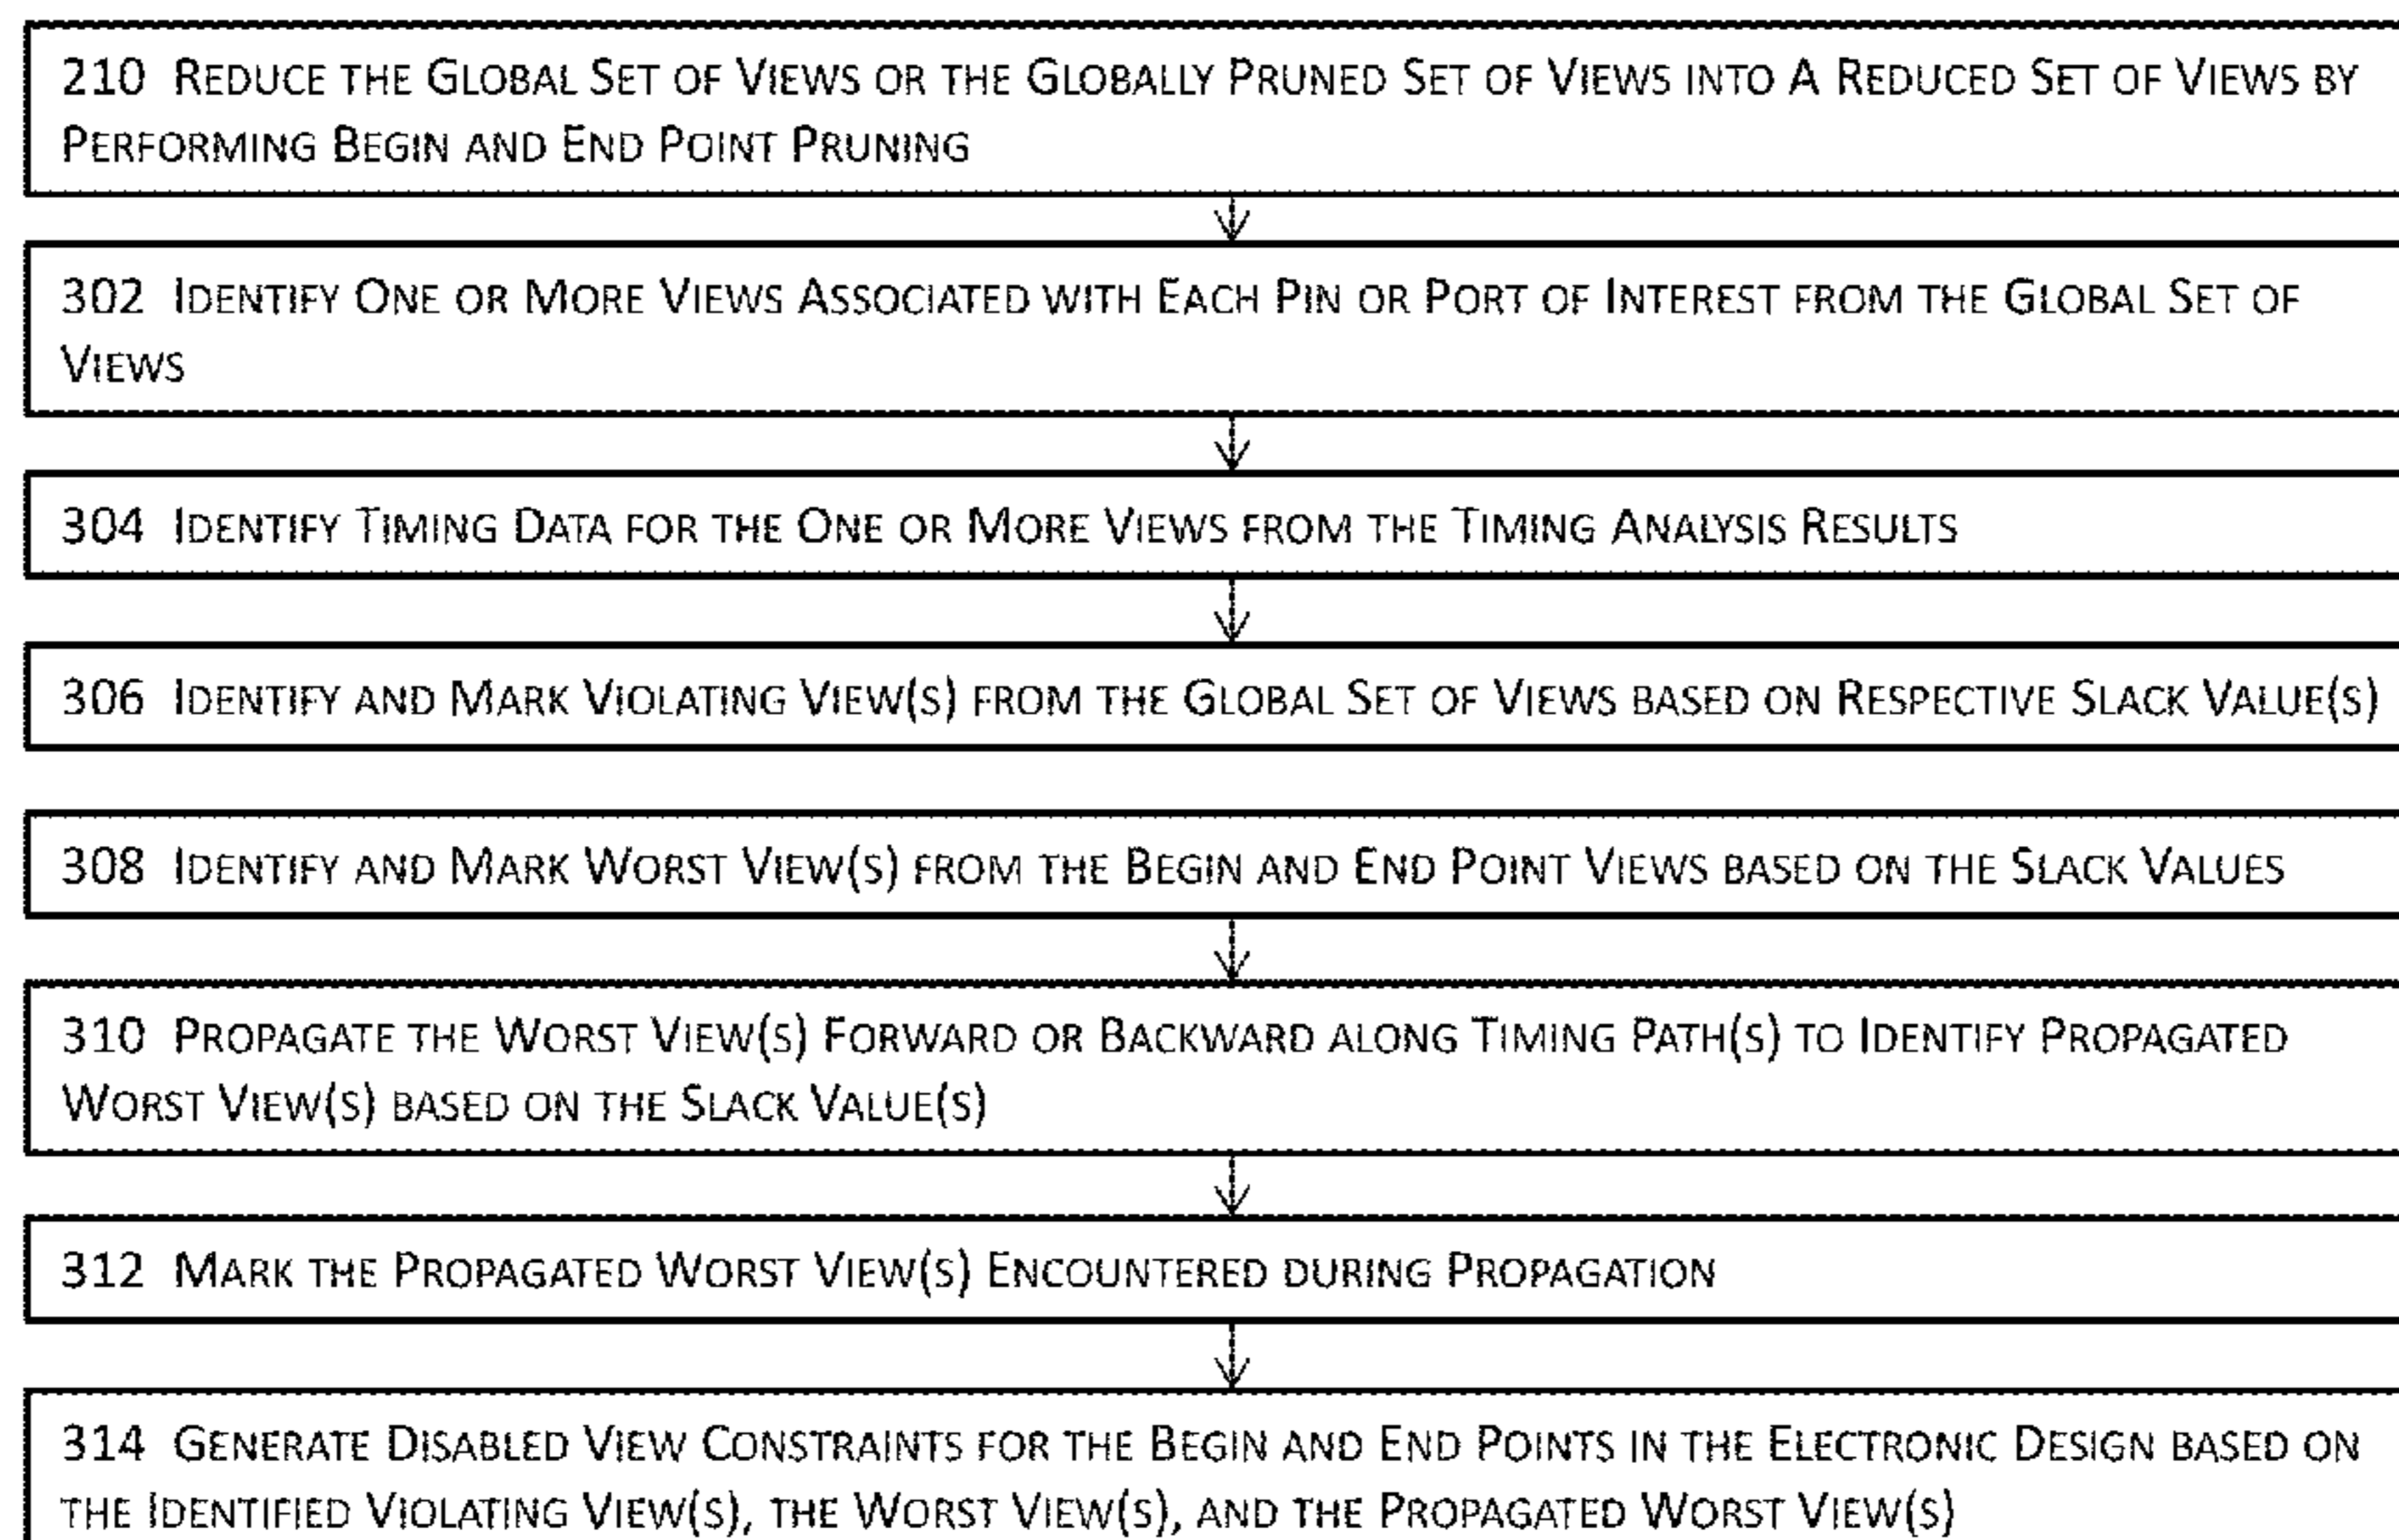 210 Reduce the Global Set of Views or the Globally Pruned Set of Views into A Reduced Set of Views by
Performing Begin and End Point Pruning
302 Identify One or More Views Associated with Each Pin or Port of Interest from the Global Set of
Views
304 Identify Timing Data for the One or More Views from the Timing Analysis Results
306 Identify and Mark Violating View(s) from the Global Set of Views based on Respective Slack Value(s)
308 Identify and Mark Worst View(s) from the Begin and End Point Views based on the Slack Values
310 Propagate the Worst View(s) Forward or Backward along Timing Path(s) to Identify Propagated
Worst View(s) based on the Slack Value(s)
312 Mark the Propagated Worst View(s) Encountered during Propagation
314 Generate Disabled View Constraints for the Begin and End Points in the Electronic Design based on
the Identified Violating View(s), the Worst View(s), and the Propagated Worst View(s)